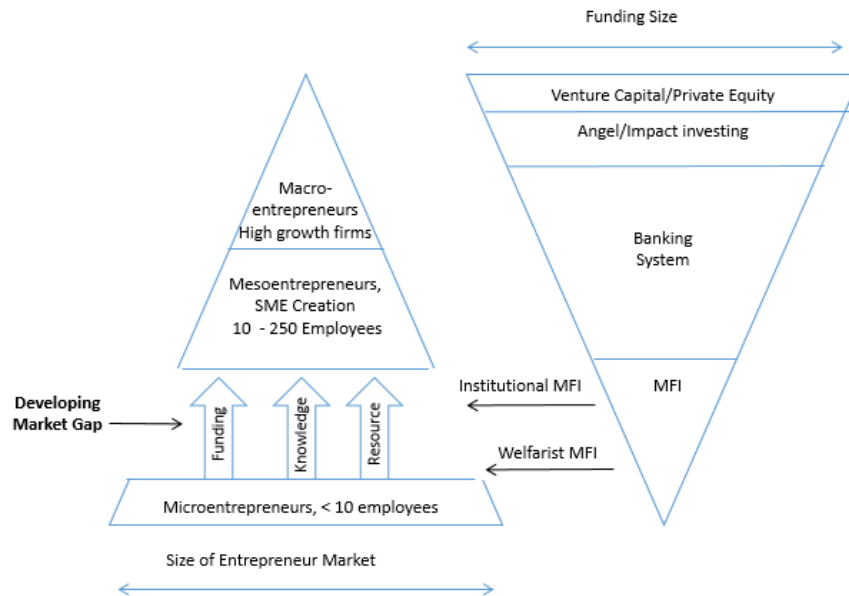 Funding Size
Venture Capital/Private Equity
Angel/Impact investing
Macro-
entrepreneurs
High growth firms
Banking
System
Mesoentrepreneurs,
SME Creation
10 - 250 Employees
Institutional MFI
MFI
Developing
Market Gap
Funding
Knowledge
Resource
Welfarist MFI
Microentrepreneurs, < 10 employees
Size of Entrepreneur Market